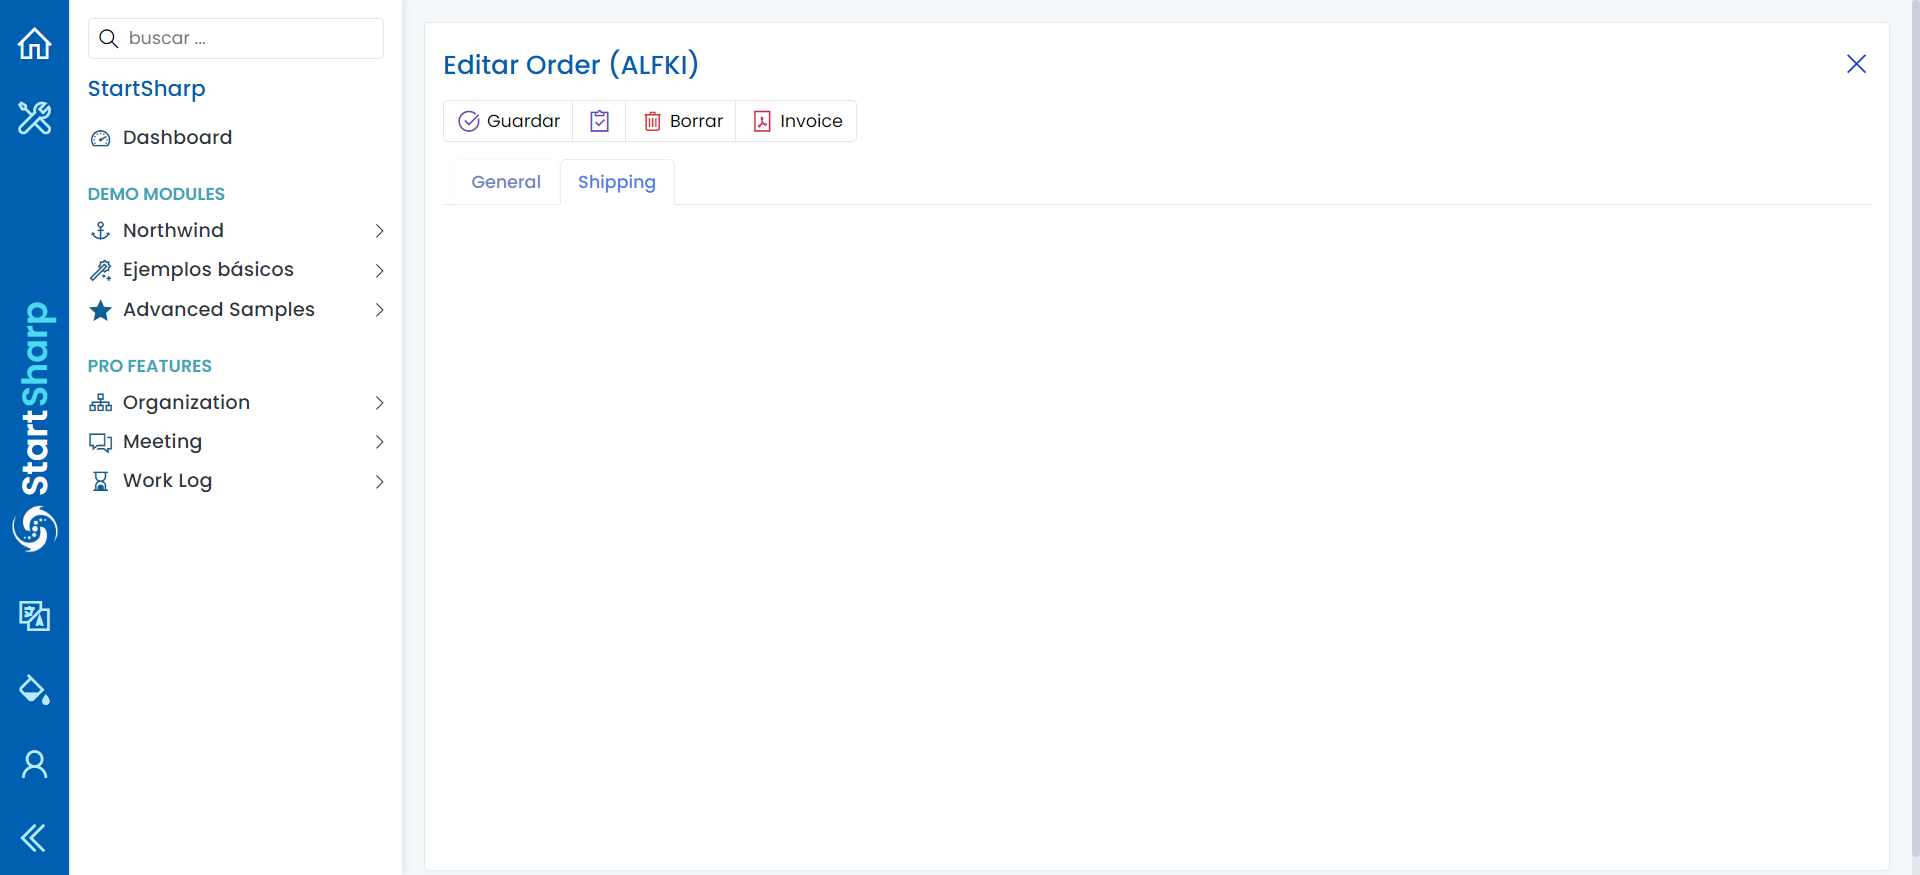 buscar ...
StartSharp
Dashboard
DEMO MODULES
Northwind
Ejemplos básicos
Advanced Samples
PRO FEATURES
Organization
Meeting
Work Log
StartSharp
Editar Order (ALFKI)
Guardar
Borrar
Invoice
General
Shipping